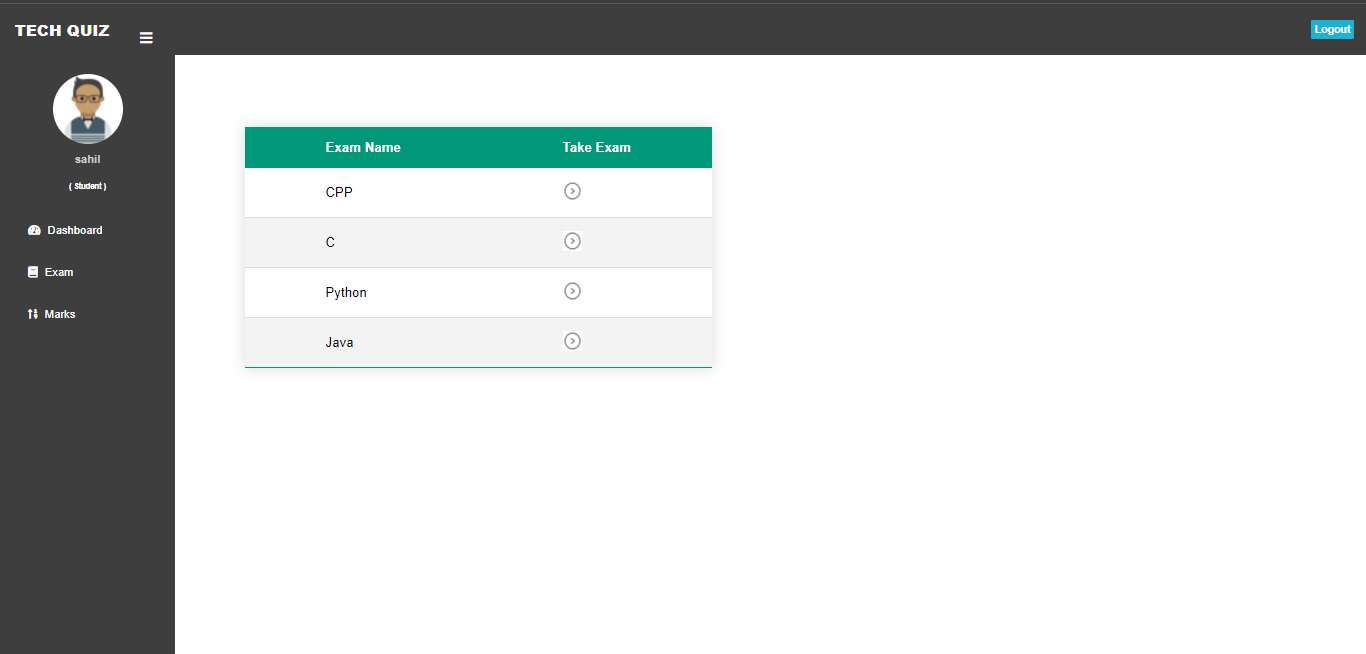 TECH QUIZ
Logout
sahil
( Student )
Dashboard
Exam
Marks
Exam Name Take Exam
CPP
C
Python
Java